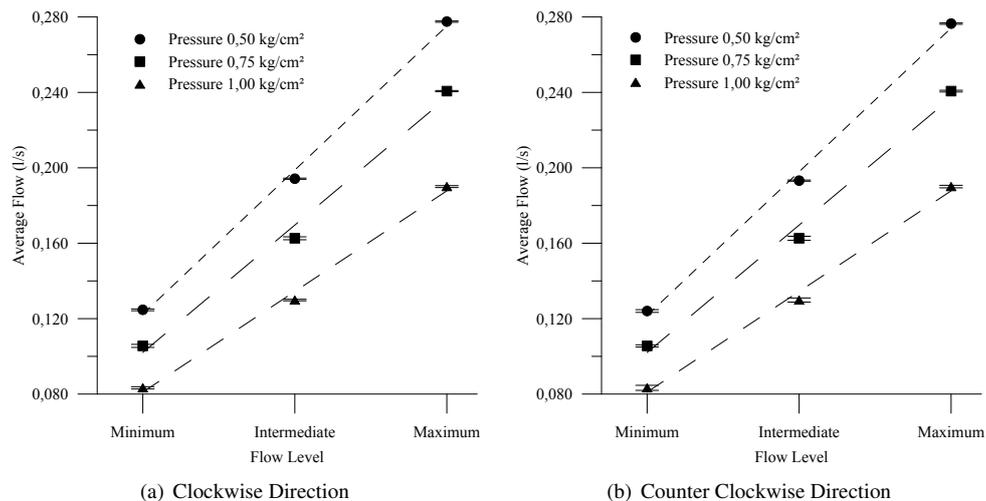 0,280
0,240
0,200
0,160
0,120
0,080
Average Flow (l/s)
Pressure 0,50 kg/cm²
Pressure 0,75 kg/cm²
Pressure 1,00 kg/cm²
Minimum Intermediate Maximum
Flow Level
(a) Clockwise Direction
0,280
0,240
0,200
0,160
0,120
0,080
Average Flow (l/s)
Pressure 0,50 kg/cm²
Pressure 0,75 kg/cm²
Pressure 1,00 kg/cm²
Minimum Intermediate Maximum
Flow Level
(b) Counter Clockwise Direction